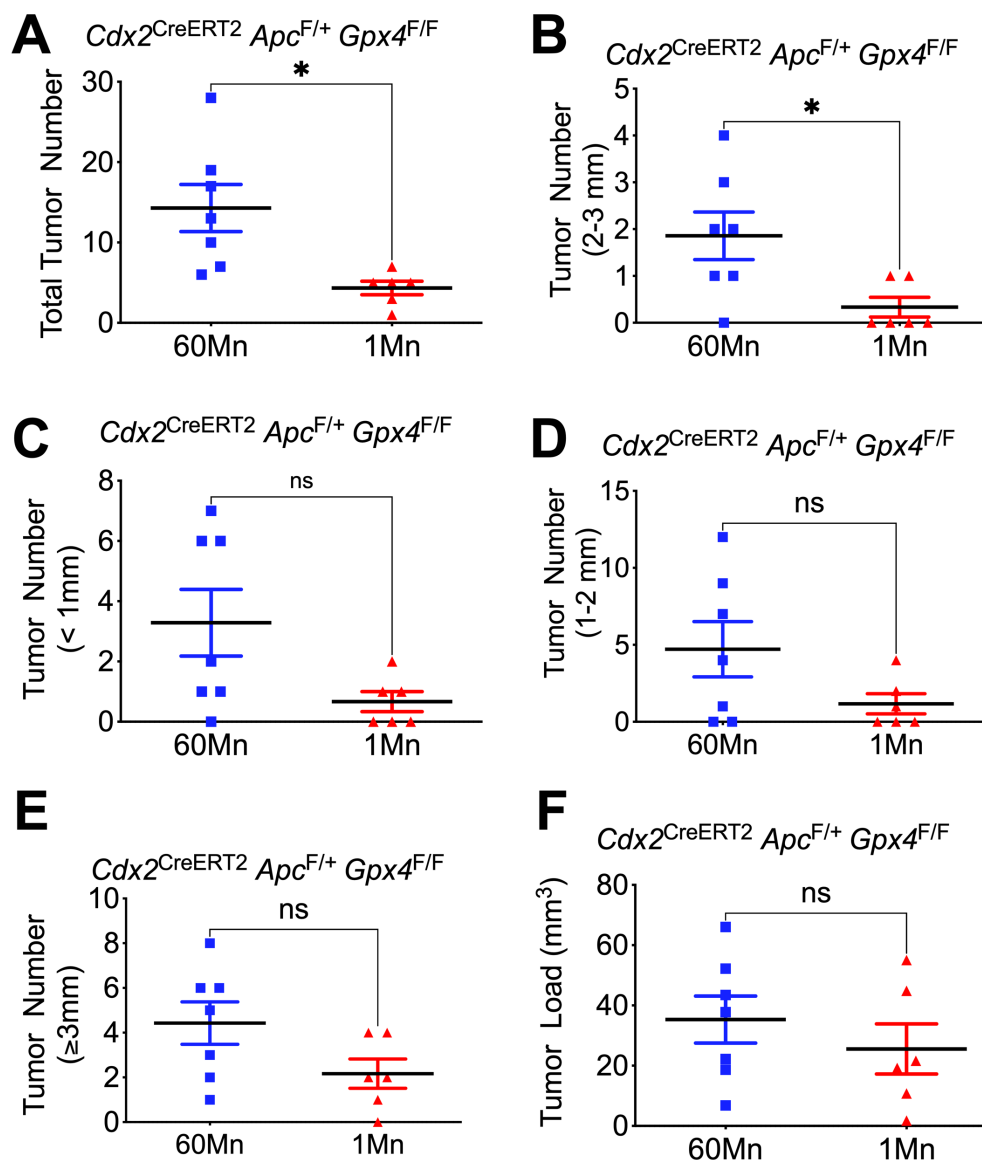 A
Cdx2CreERT2 ApcF/+ Gpx4F/F
*
Total Tumor Number
30
20
10
0
60Mn
1Mn
B
Cdx2CreERT2 ApcF/+ Gpx4F/F
*
Tumor Number
(2-3 mm)
5
4
3
2
1
0
60Mn
1Mn
C
Cdx2CreERT2 ApcF/+ Gpx4F/F
ns
Tumor Number
(< 1mm)
8
6
4
2
0
60Mn
1Mn
D
Cdx2CreERT2 ApcF/+ Gpx4F/F
ns
Tumor Number
(1-2 mm)
15
10
5
0
60Mn
1Mn
E
Cdx2CreERT2 ApcF/+ Gpx4F/F
ns
Tumor Number
(≥3mm)
10
8
6
4
2
0
60Mn
1Mn
F
Cdx2CreERT2 ApcF/+ Gpx4F/F
ns
Tumor Load (mm3)
80
60
40
20
0
60Mn
1Mn